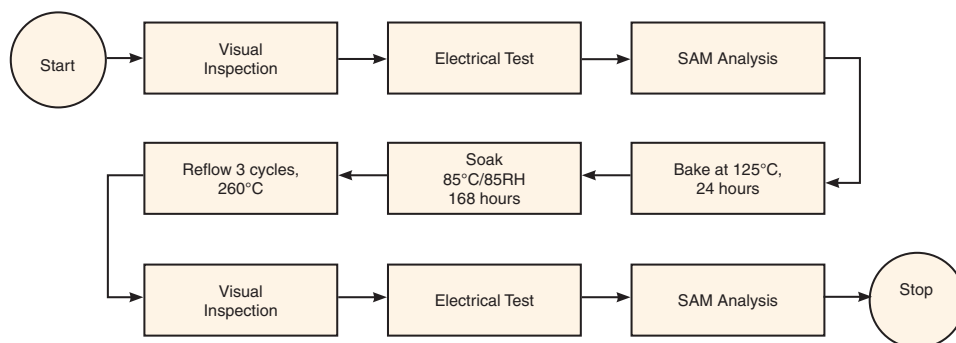 Start
Visual
Inspection
Electrical Test
SAM Analysis
Bake at 125°C,
24 hours
Soak
85°C/85RH
168 hours
Reflow 3 cycles,
260°C
Visual
Inspection
Electrical Test
SAM Analysis
Stop